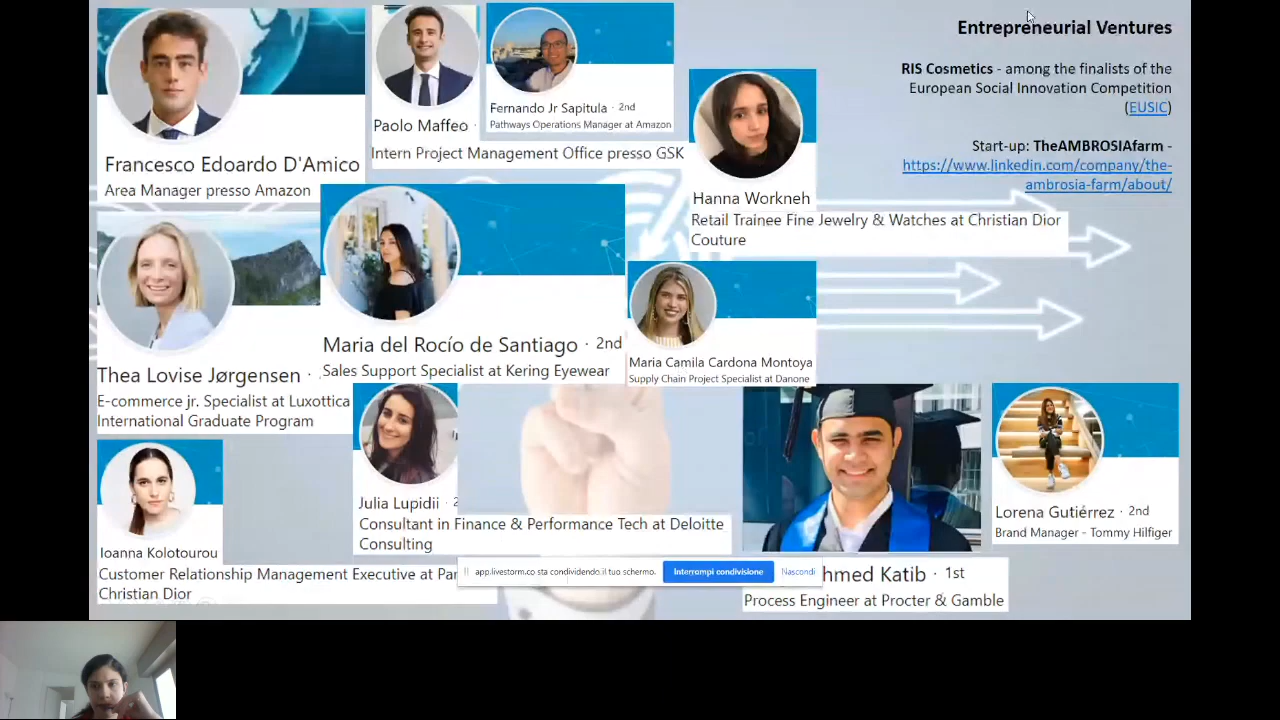 Entrepreneurial Ventures
RIS Cosmetics - among the finalists of the
European Social Innovation Competition
(EUSIC)
Start-up: TheAMBROSIAfarm -
https://www.linkedin.com/company/the-
ambrosia-farm/about/
Francesco Edoardo D'Amico
Area Manager presso Amazon
Paolo Maffeo ·
Intern Project Management Office presso GSK
Fernando Jr Sapitula · 2nd
Pathways Operations Manager at Amazon
Hanna Workneh
Retail Trainee Fine Jewelry & Watches at Christian Dior
Couture
Thea Lovise Jørgensen ·
E-commerce jr. Specialist at Luxottica
International Graduate Program
Maria del Rocío de Santiago · 2nd
Sales Support Specialist at Kering Eyewear
Maria Camila Cardona Montoya
Supply Chain Project Specialist at Danone
Ioanna Kolotourou
Customer Relationship Management Executive at Par
Christian Dior
Julia Lupidii · 2
Consultant in Finance & Performance Tech at Deloitte
Consulting
app.livestorm.co sta condividendo il tuo schermo.
Interrompi condivisione
Nascondi
hmed Katib · 1st
Process Engineer at Procter & Gamble
Lorena Gutiérrez · 2nd
Brand Manager - Tommy Hilfiger